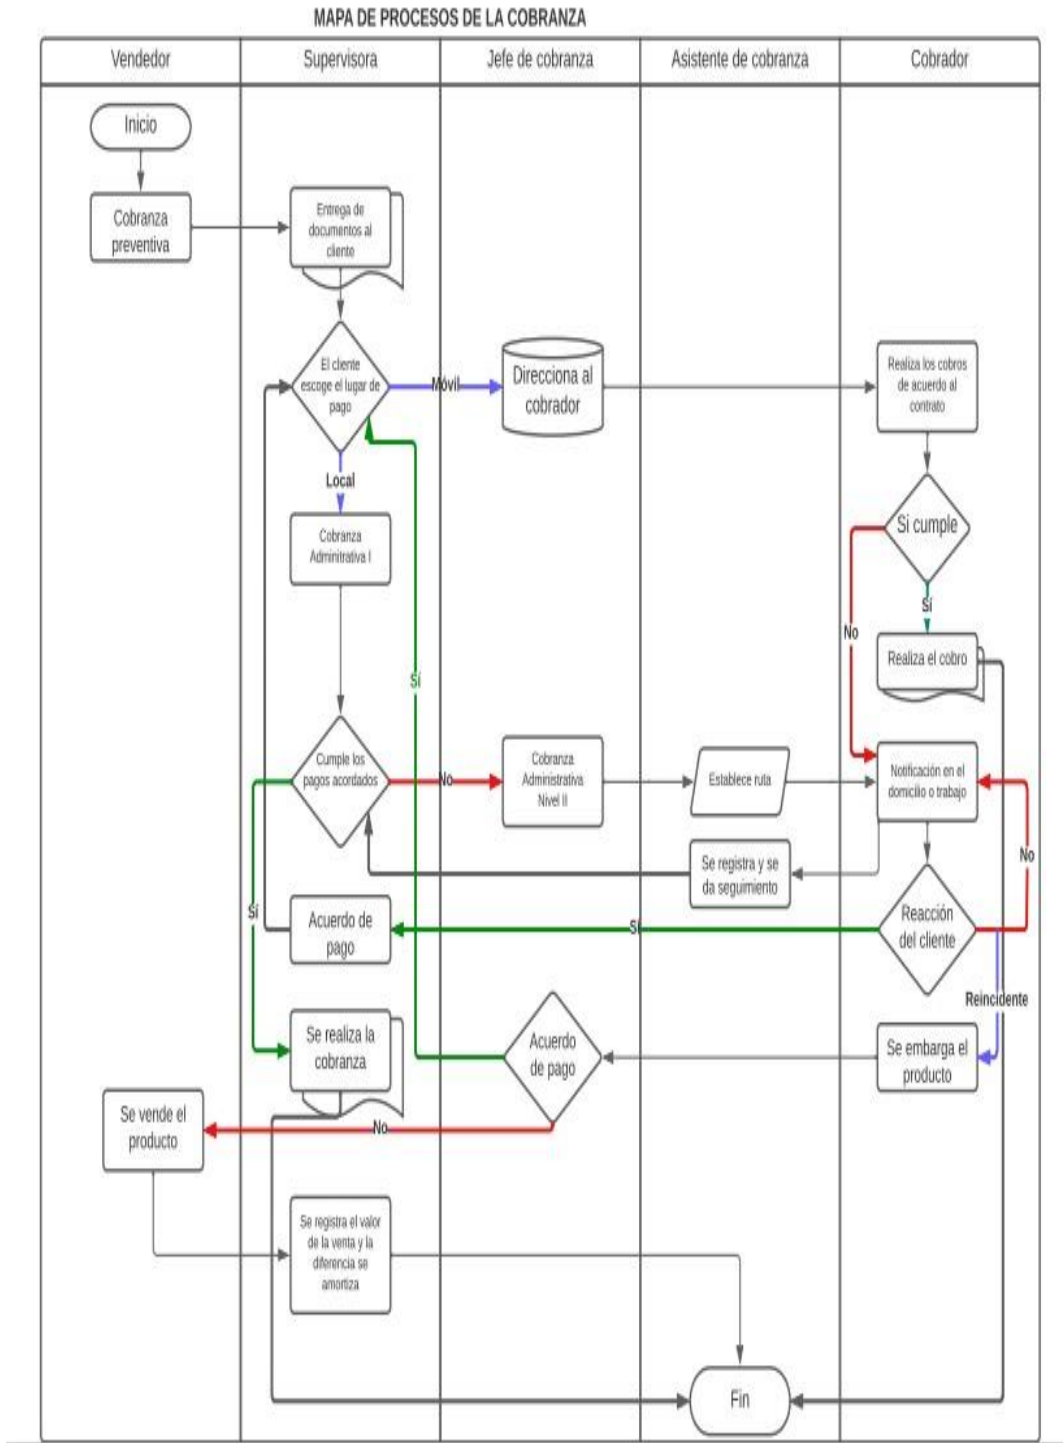 MAPA DE PROCESOS DE LA COBRANZA
Vendedor
Supervisora
Jefe de cobranza
Asistente de cobranza
Cobrador
Inicio
Cobranza
preventiva
Entrega de
documentos al
cliente
El cliente
escoge el lugar de
pago
Móvil
Direcciona al
cobrador
Realiza los cobros
de acuerdo al
contrato
Local
Cobranza
Adminitrativa I
Si cumple
Sí
No
Realiza el cobro
Sí
Cumple los
pagos acordados
No
Cobranza
Administrativa
Nivel II
Establece ruta
Notificación en el
domicilio o trabajo
No
Se registra y se
da seguimiento
Sí
Acuerdo de
pago
Sí
Reacción
del cliente
Reincidente
Se realiza la
cobranza
Acuerdo
de pago
Se embarga el
producto
Se vende el
producto
No
Se registra el valor
de la venta y la
diferencia se
amortiza
Fin